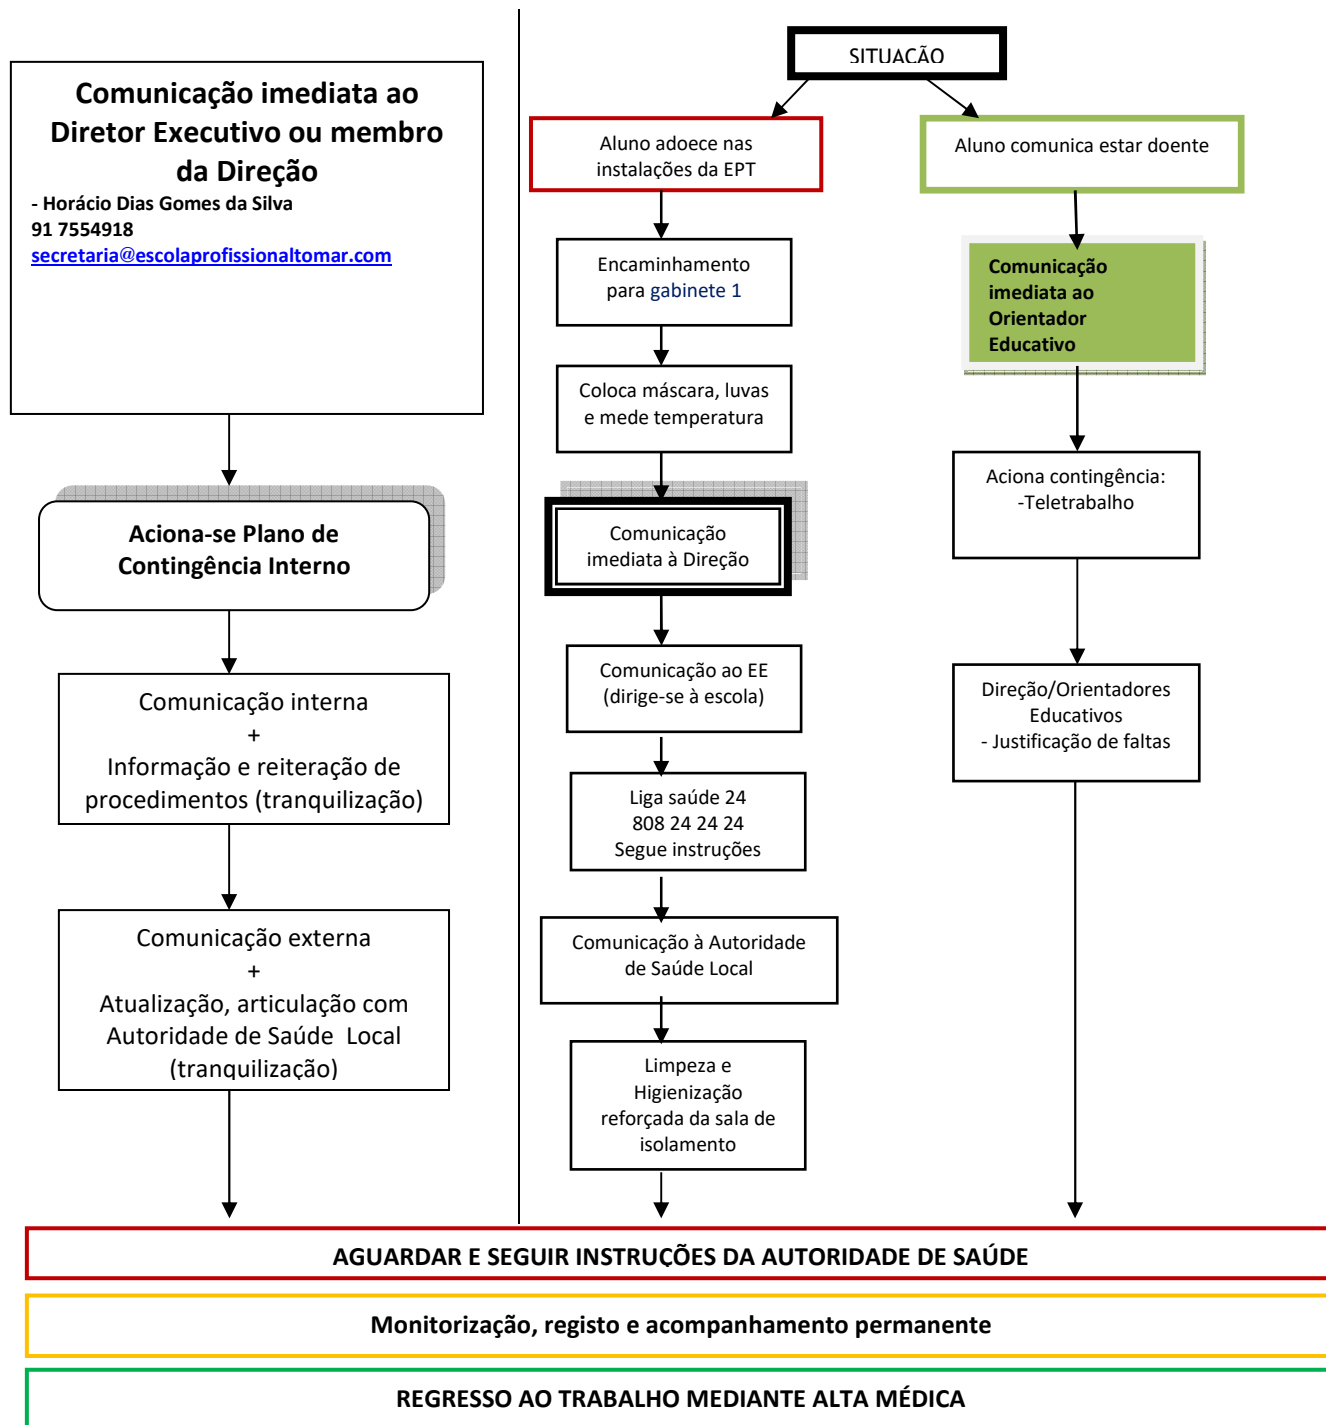 Comunicação imediata ao
Diretor Executivo ou membro
da Direção
- Horácio Dias Gomes da Silva
91 7554918
secretaria@escolaprofissionaltomar.com
Aciona-se Plano de
Contingência Interno
Comunicação interna
+
Informação e reiteração de
procedimentos (tranquilização)
Comunicação externa
+
Atualização, articulação com
Autoridade de Saúde Local
(tranquilização)
SITUAÇÃO
Aluno adoece nas
instalações da EPT
Encaminhamento
para gabinete 1
Coloca máscara, luvas
e mede temperatura
Comunicação
imediata à Direção
Comunicação ao EE
(dirige-se à escola)
Liga saúde 24
808 24 24 24
Segue instruções
Comunicação à Autoridade
de Saúde Local
Limpeza e
Higienização
reforçada da sala de
isolamento
Aluno comunica estar doente
Comunicação
imediata ao
Orientador
Educativo
Aciona contingência:
-Teletrabalho
Direção/Orientadores
Educativos
- Justificação de faltas
AGUARDAR E SEGUIR INSTRUÇÕES DA AUTORIDADE DE SAÚDE
Monitorização, registo e acompanhamento permanente
REGRESSO AO TRABALHO MEDIANTE ALTA MÉDICA